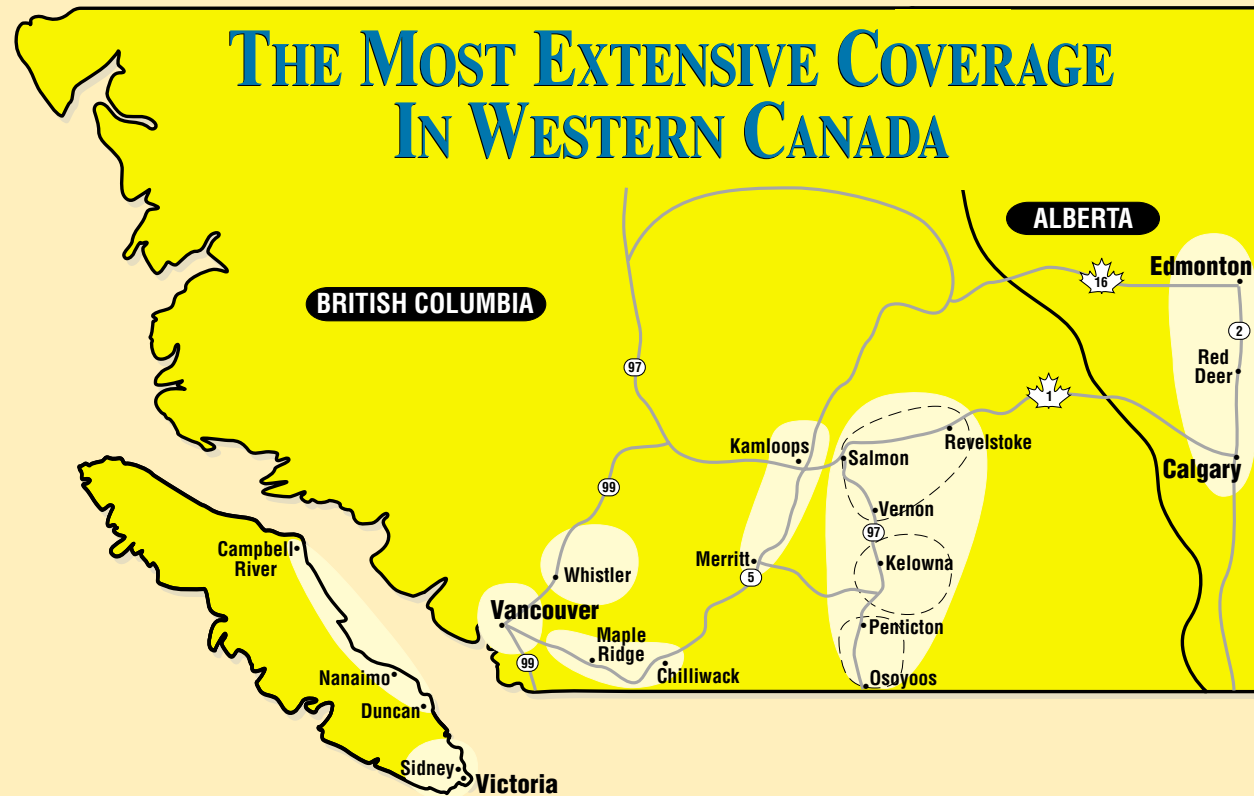 THE MOST EXTENSIVE COVERAGE
IN WESTERN CANADA
ALBERTA
BRITISH COLUMBIA
Edmonton
16
2
97
Red
Deer
1
Kamloops
Revelstoke
Salmon
Calgary
99
Vernon
97
Campbell
River
Whistler
Merritt
5
Kelowna
Vancouver
Penticton
Maple
Ridge
99
Chilliwack
Nanaimo
Osoyoos
Duncan
Sidney
Victoria